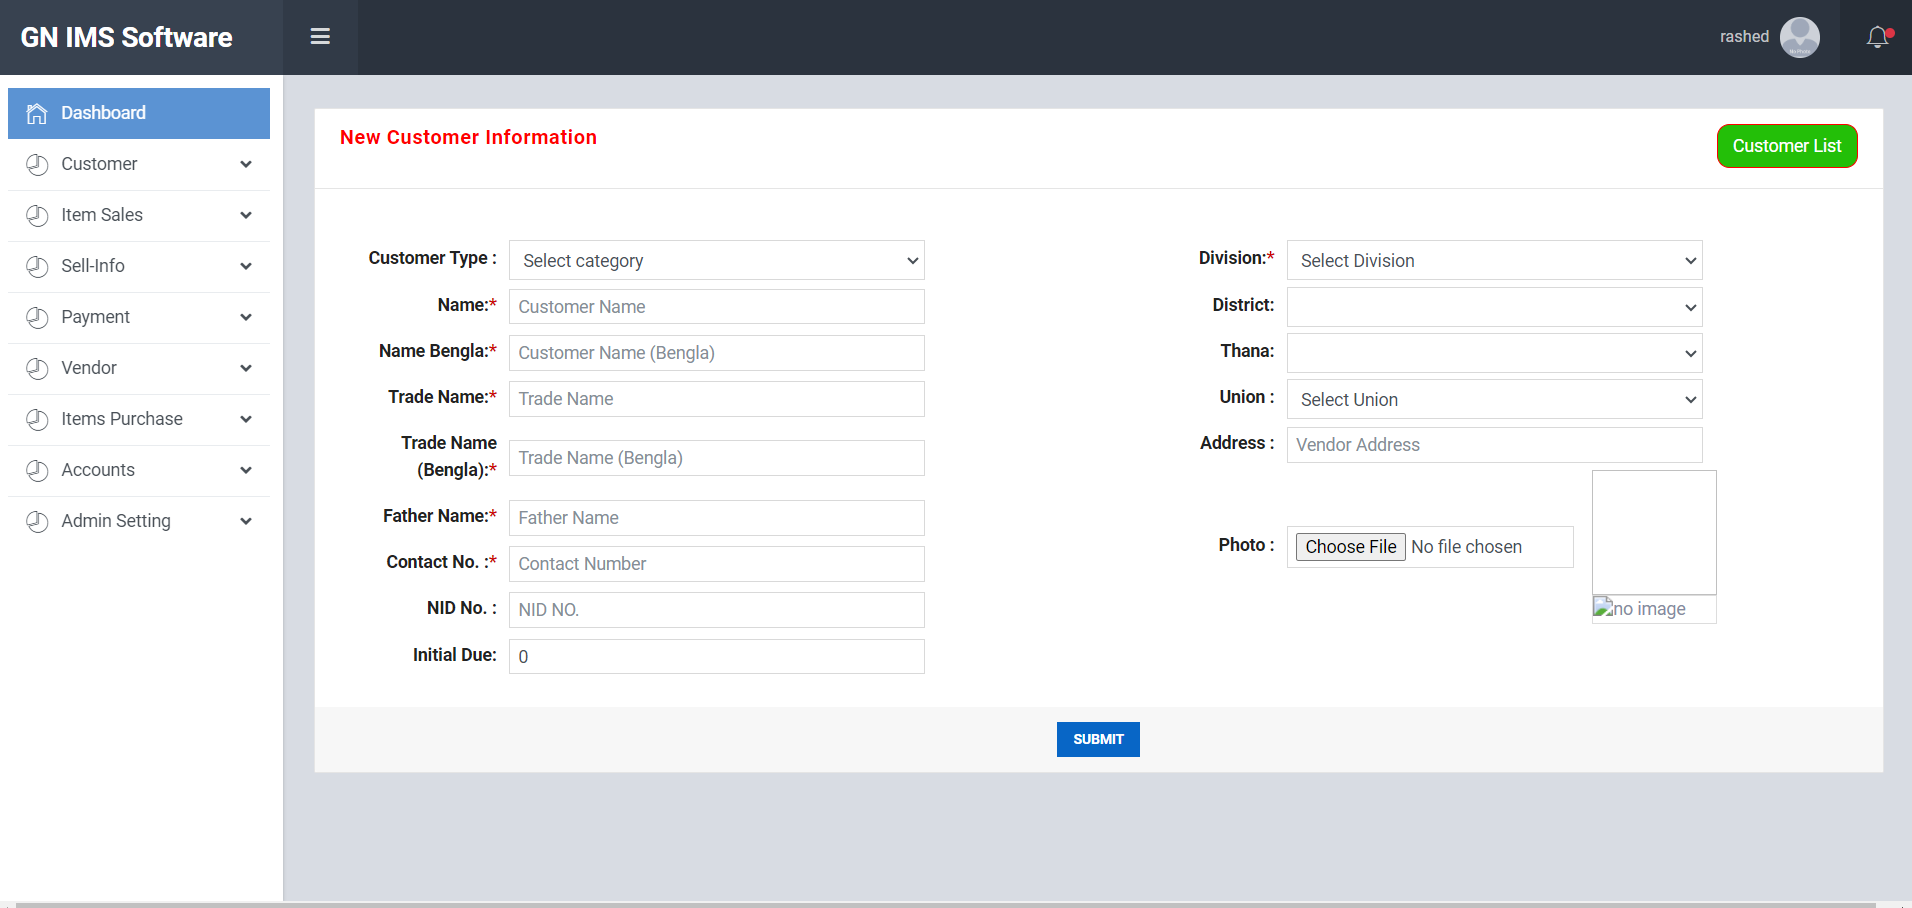 GN IMS Software
rashed
Dashboard
Customer
Item Sales
Sell-Info
Payment
Vendor
Items Purchase
Accounts
Admin Setting
New Customer Information
Customer List
Customer Type : Select category
Name:* Customer Name
Name Bengla:* Customer Name (Bengla)
Trade Name:* Trade Name
Trade Name
(Bengla):* Trade Name (Bengla)
Father Name:* Father Name
Contact No. :* Contact Number
NID No. : NID NO.
Initial Due: 0
Division:* Select Division
District:
Thana:
Union : Select Union
Address : Vendor Address
Photo : Choose File No file chosen
no image
SUBMIT